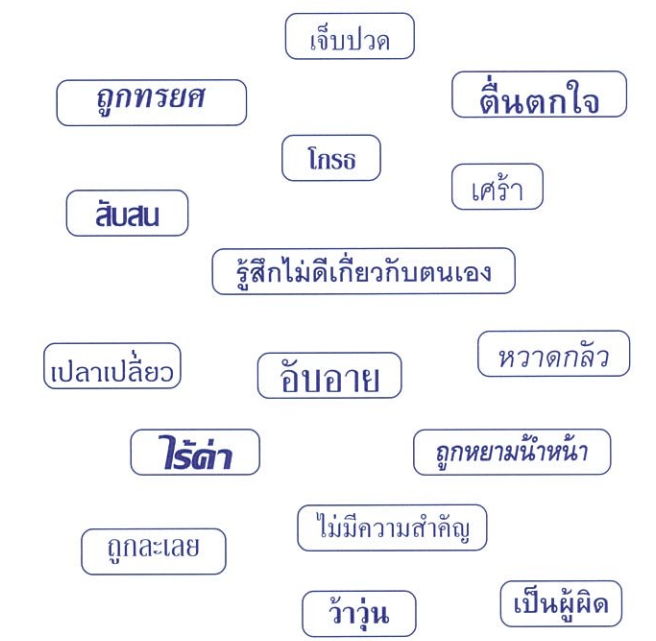 เจ็บปวด
ถูกทรยศ
ตื่นตกใจ
โกรธ
เศร้า
สับสน
รู้สึกไม่ดีเกี่ยวกับตนเอง
เปล่าเปลี่ยว
อับอาย
หวาดกลัว
ไร้ค่า
ถูกหยามน้ำหน้า
ไม่มีความสำคัญ
ถูกละเลย
ว้าวุ่น
เป็นผู้ผิด